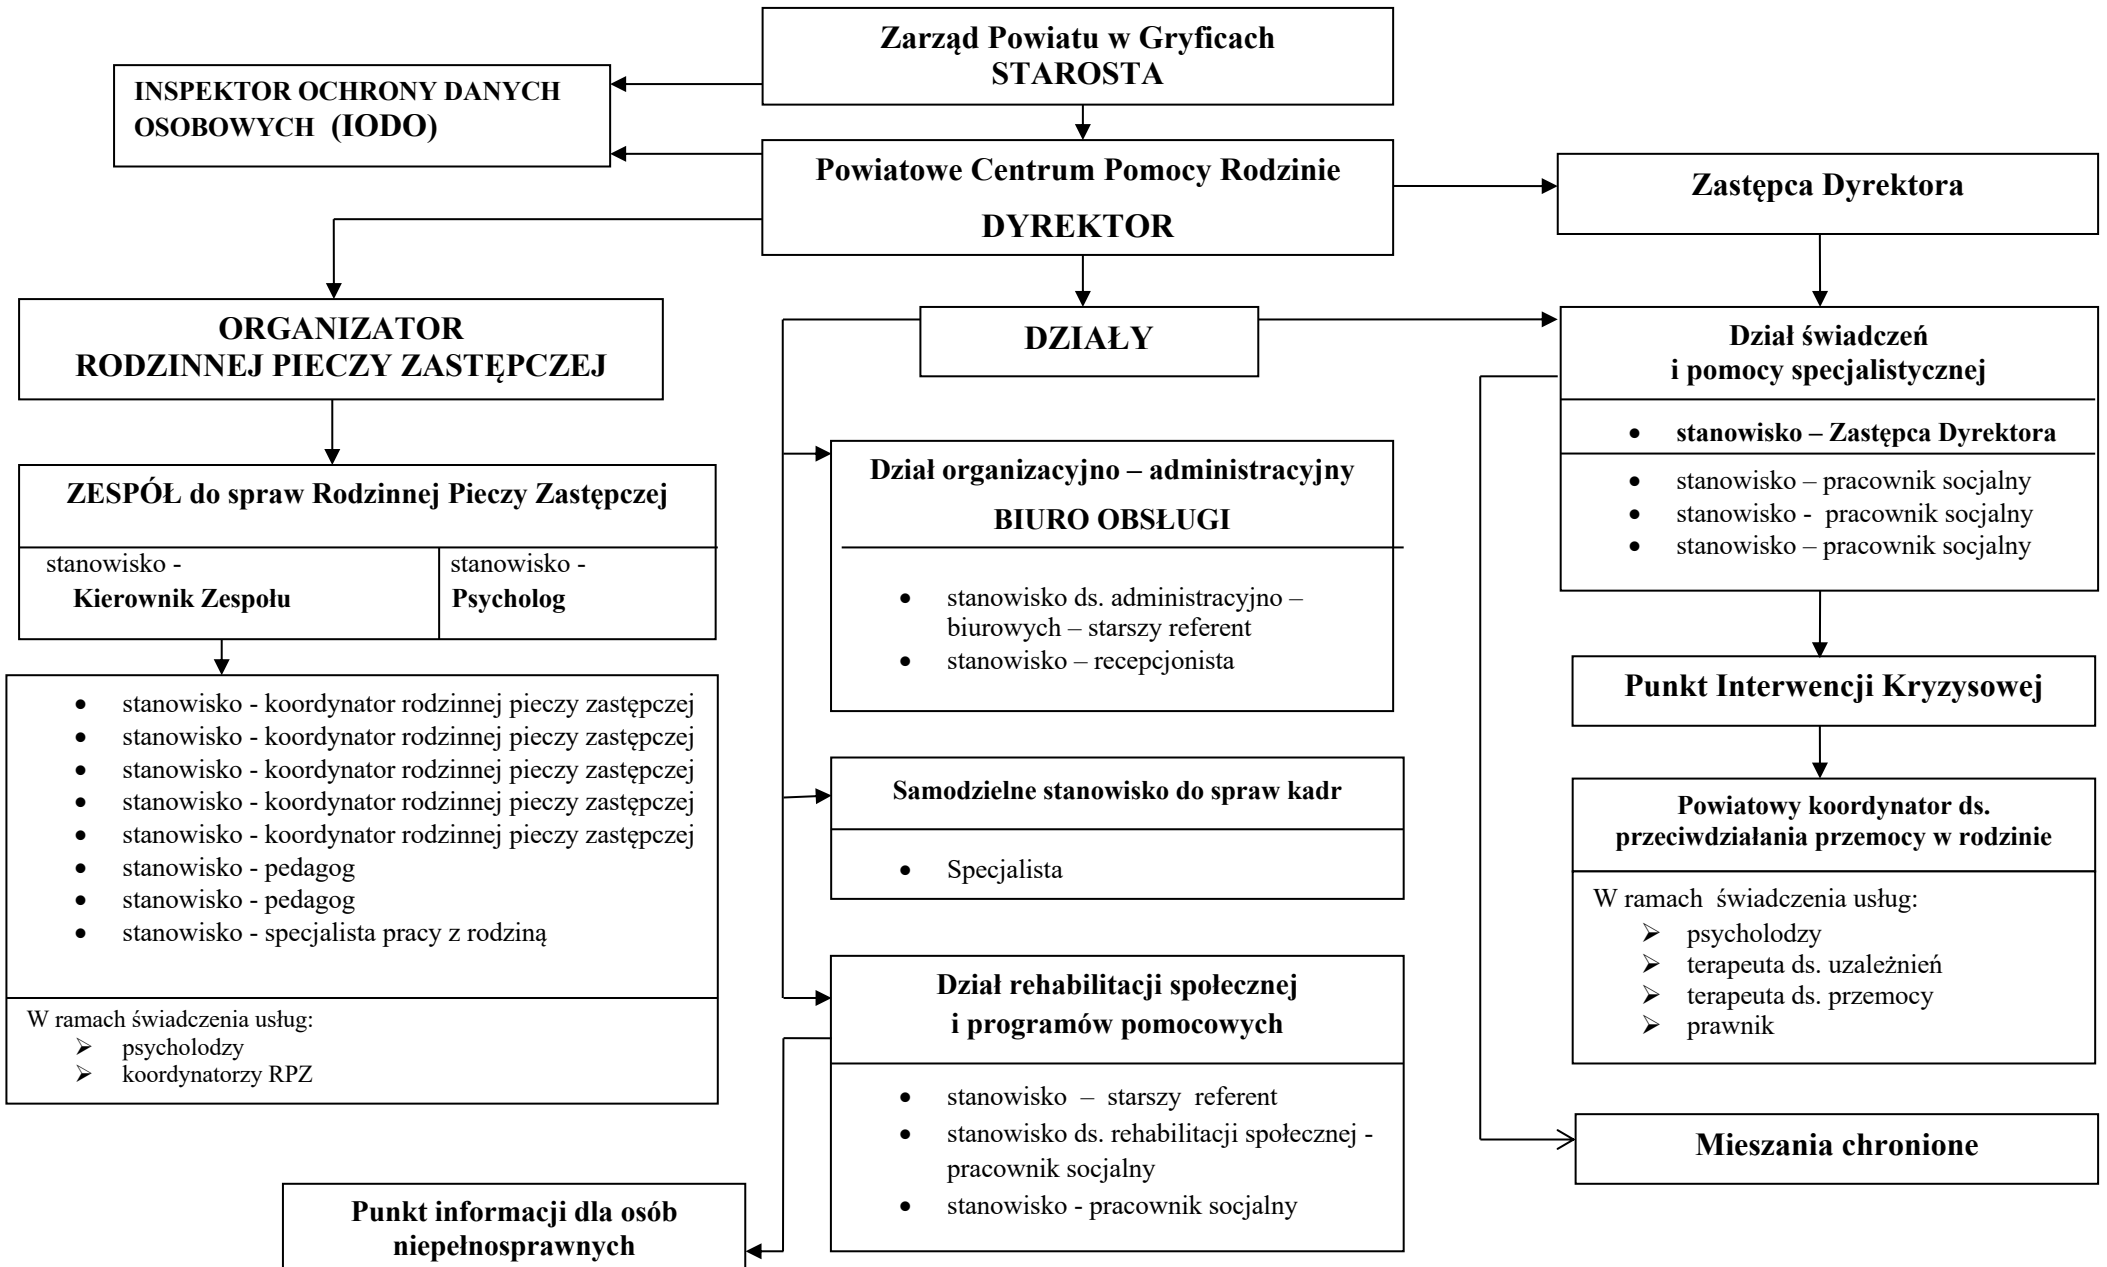 Zarząd Powiatu w Gryficach
STAROSTA
INSPEKTOR OCHRONY DANYCH
OSOBOWYCH (IODO)
Powiatowe Centrum Pomocy Rodzinie
DYREKTOR
Zastępca Dyrektora
ORGANIZATOR
RODZINNEJ PIECZY ZASTĘPCZEJ
DZIAŁY
Dział świadczeń
i pomocy specjalistycznej
• stanowisko – Zastępca Dyrektora
• stanowisko – pracownik socjalny
• stanowisko - pracownik socjalny
• stanowisko – pracownik socjalny
ZESPÓŁ do spraw Rodzinnej Pieczy Zastępczej
stanowisko -
Kierownik Zespołu
stanowisko -
Psycholog
• stanowisko - koordynator rodzinnej pieczy zastępczej
• stanowisko - koordynator rodzinnej pieczy zastępczej
• stanowisko - koordynator rodzinnej pieczy zastępczej
• stanowisko - koordynator rodzinnej pieczy zastępczej
• stanowisko - koordynator rodzinnej pieczy zastępczej
• stanowisko - pedagog
• stanowisko - pedagog
• stanowisko - specjalista pracy z rodziną
W ramach świadczenia usług:
➢ psycholodzy
➢ koordynatorzy RPZ
Dział organizacyjno – administracyjny
BIURO OBSŁUGI
• stanowisko ds. administracyjno –
biurowych – starszy referent
• stanowisko – recepcjonista
Samodzielne stanowisko do spraw kadr
• Specjalista
Dział rehabilitacji społecznej
i programów pomocowych
• stanowisko – starszy referent
• stanowisko ds. rehabilitacji społecznej -
pracownik socjalny
• stanowisko - pracownik socjalny
Punkt informacji dla osób
niepełnosprawnych
Punkt Interwencji Kryzysowej
Powiatowy koordynator ds.
przeciwdziałania przemocy w rodzinie
W ramach świadczenia usług:
➢ psycholodzy
➢ terapeuta ds. uzależnień
➢ terapeuta ds. przemocy
➢ prawnik
Mieszania chronione